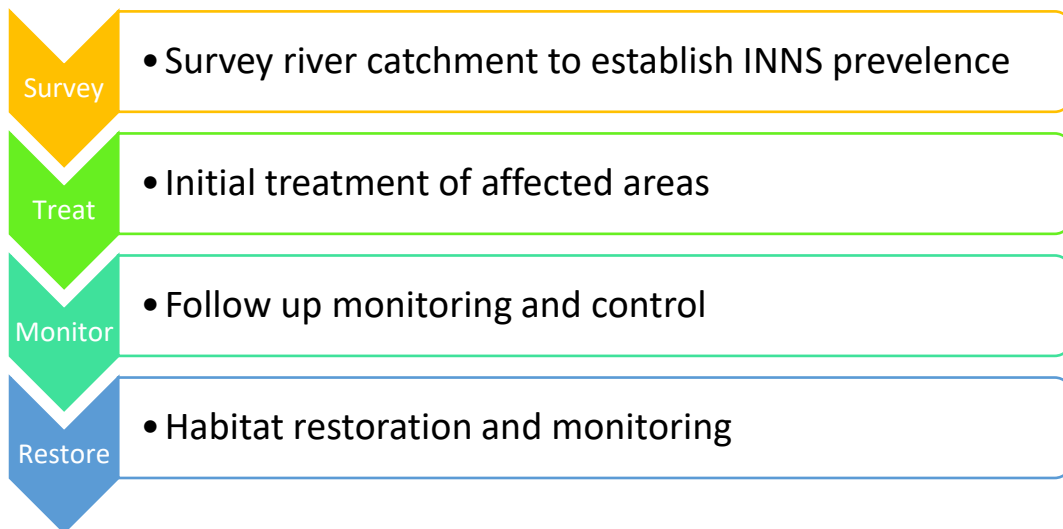 Survey
• Survey river catchment to establish INNS prevelence
Treat
• Initial treatment of affected areas
Monitor
• Follow up monitoring and control
Restore
• Habitat restoration and monitoring